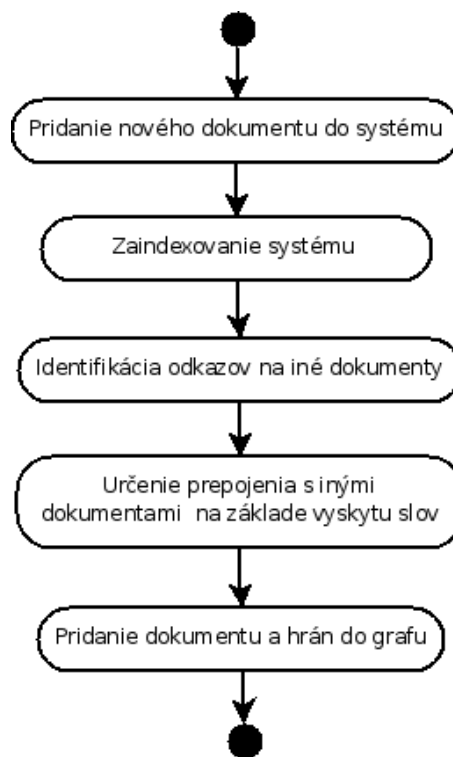 Pridanie nového dokumentu do systému
Zaindexovanie systému
Identifikácia odkazov na iné dokumenty
Určenie prepojenia s inými
dokumentami na základe vyskytu slov
Pridanie dokumentu a hrán do grafu